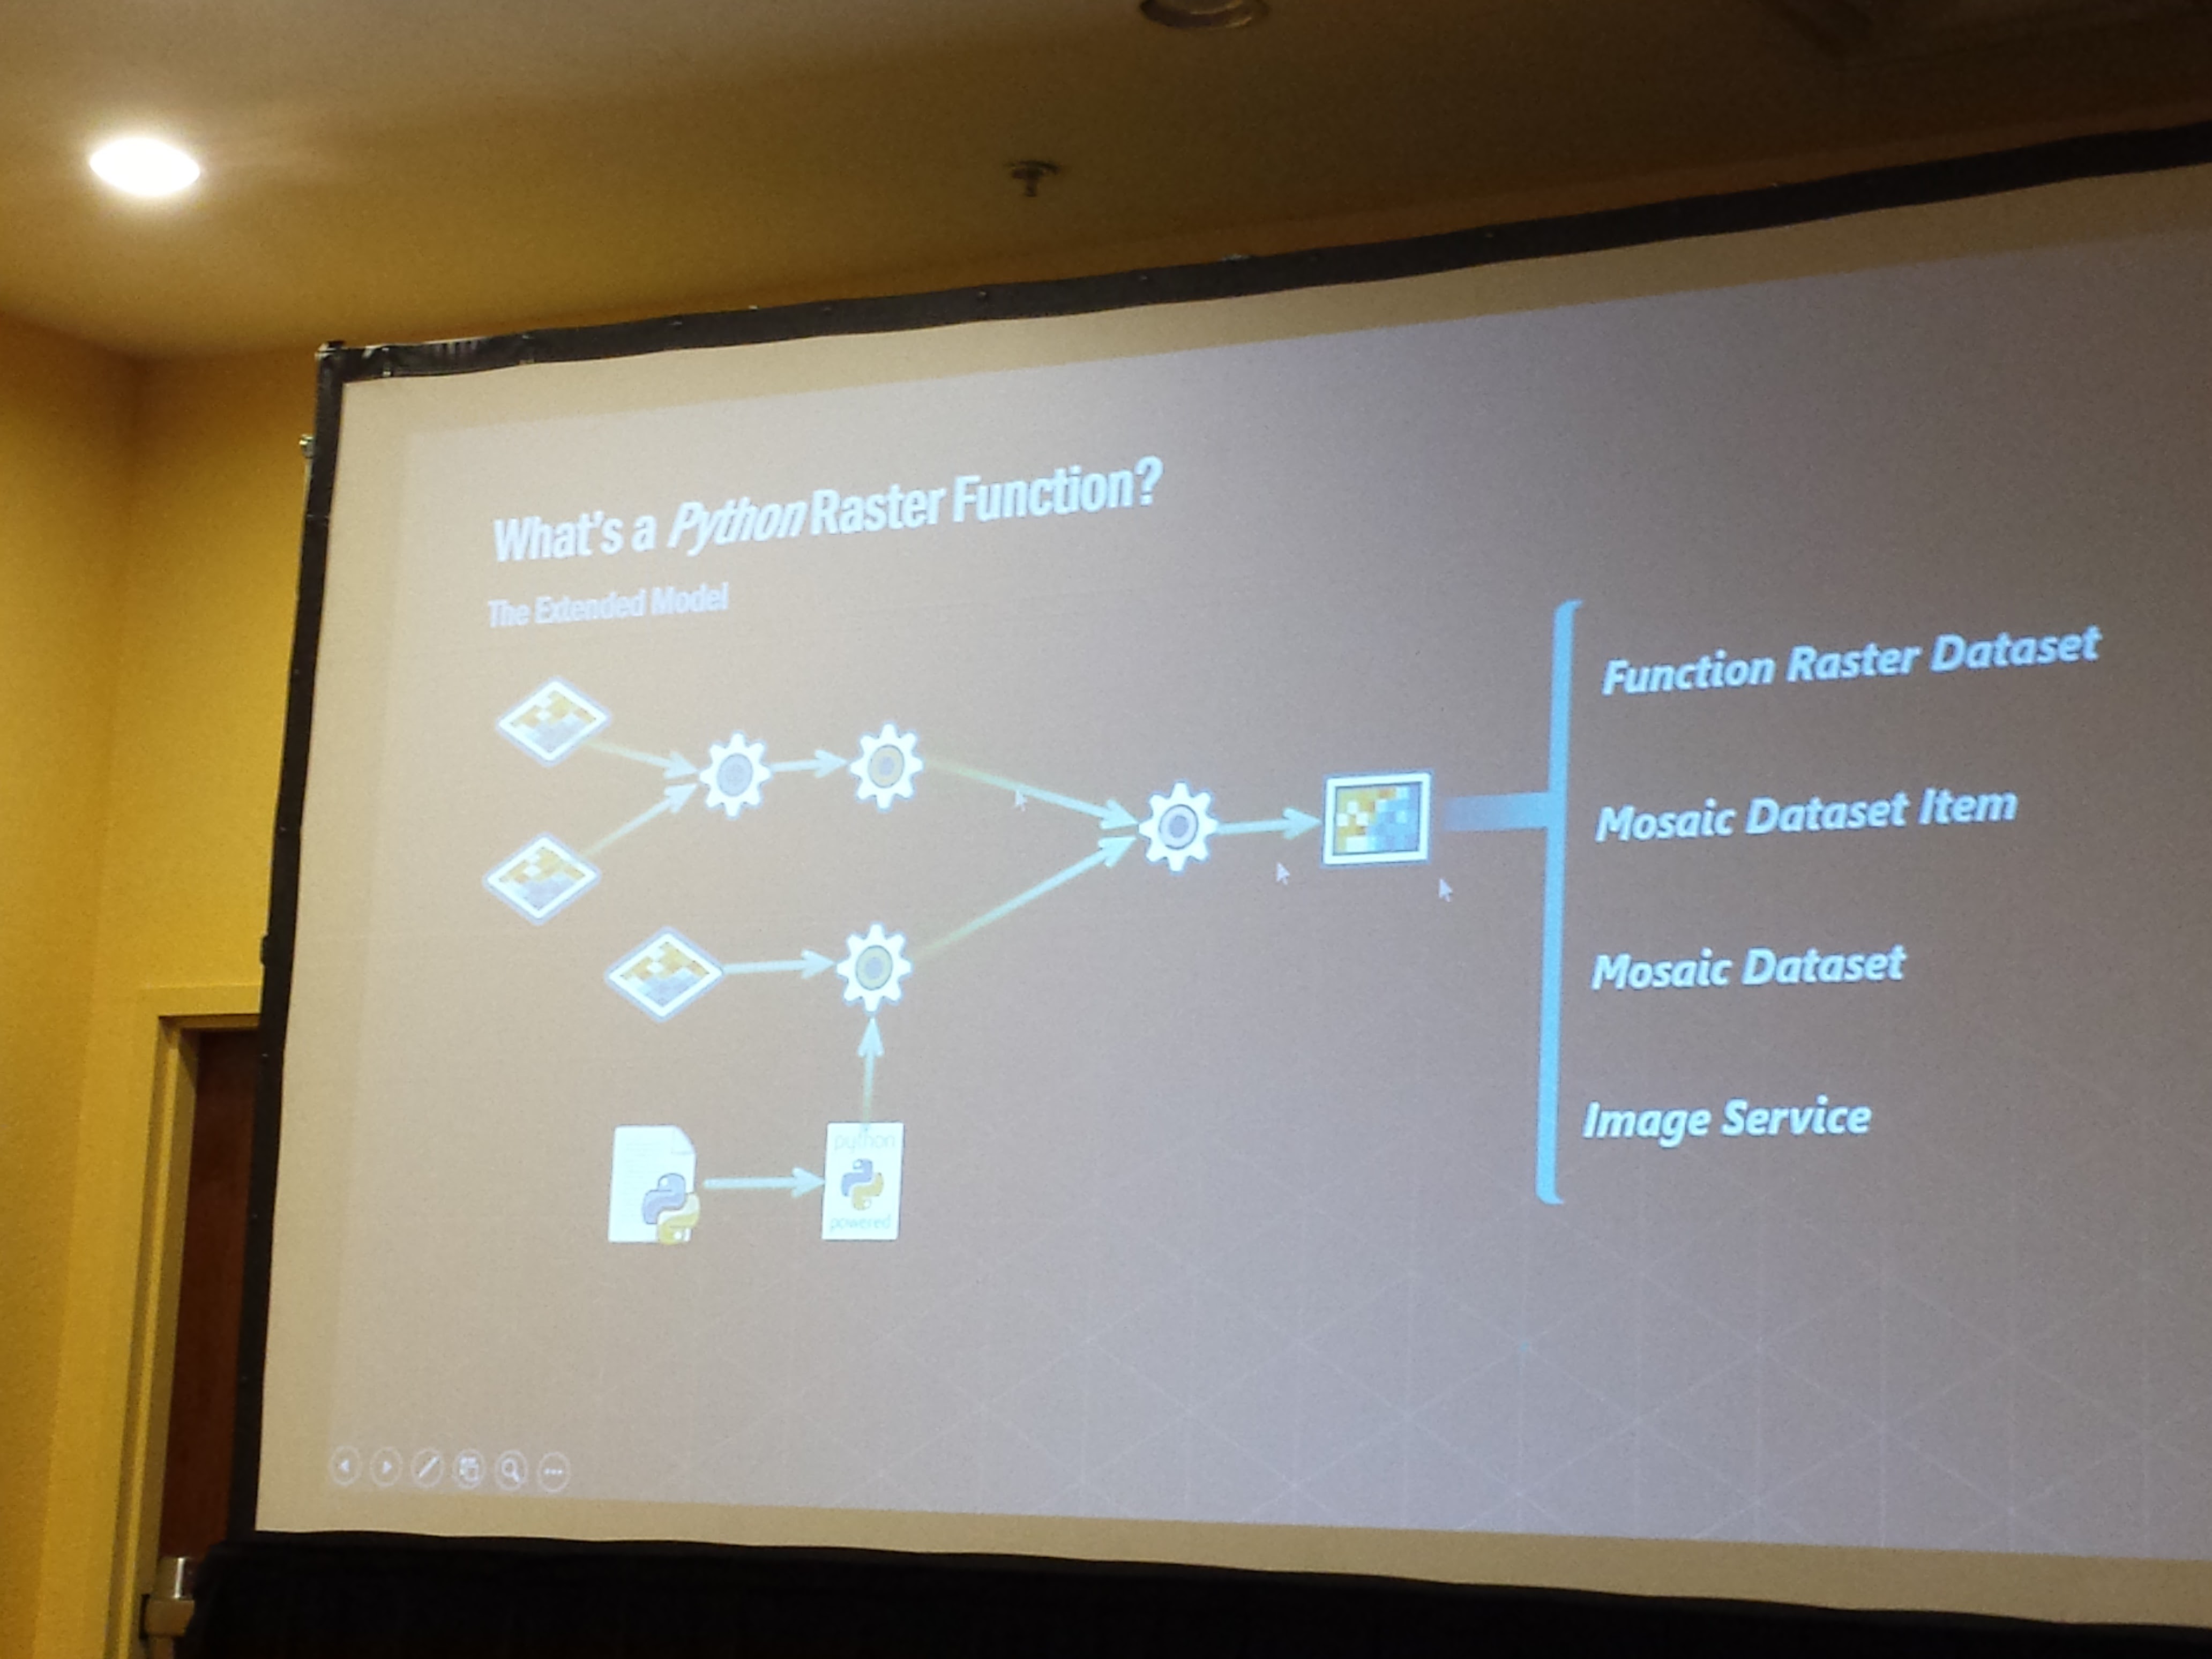 What's a Python Raster Function?
The Extended Model
Function Raster Dataset
Mosaic Dataset Item
Mosaic Dataset
Image Service
python
powered